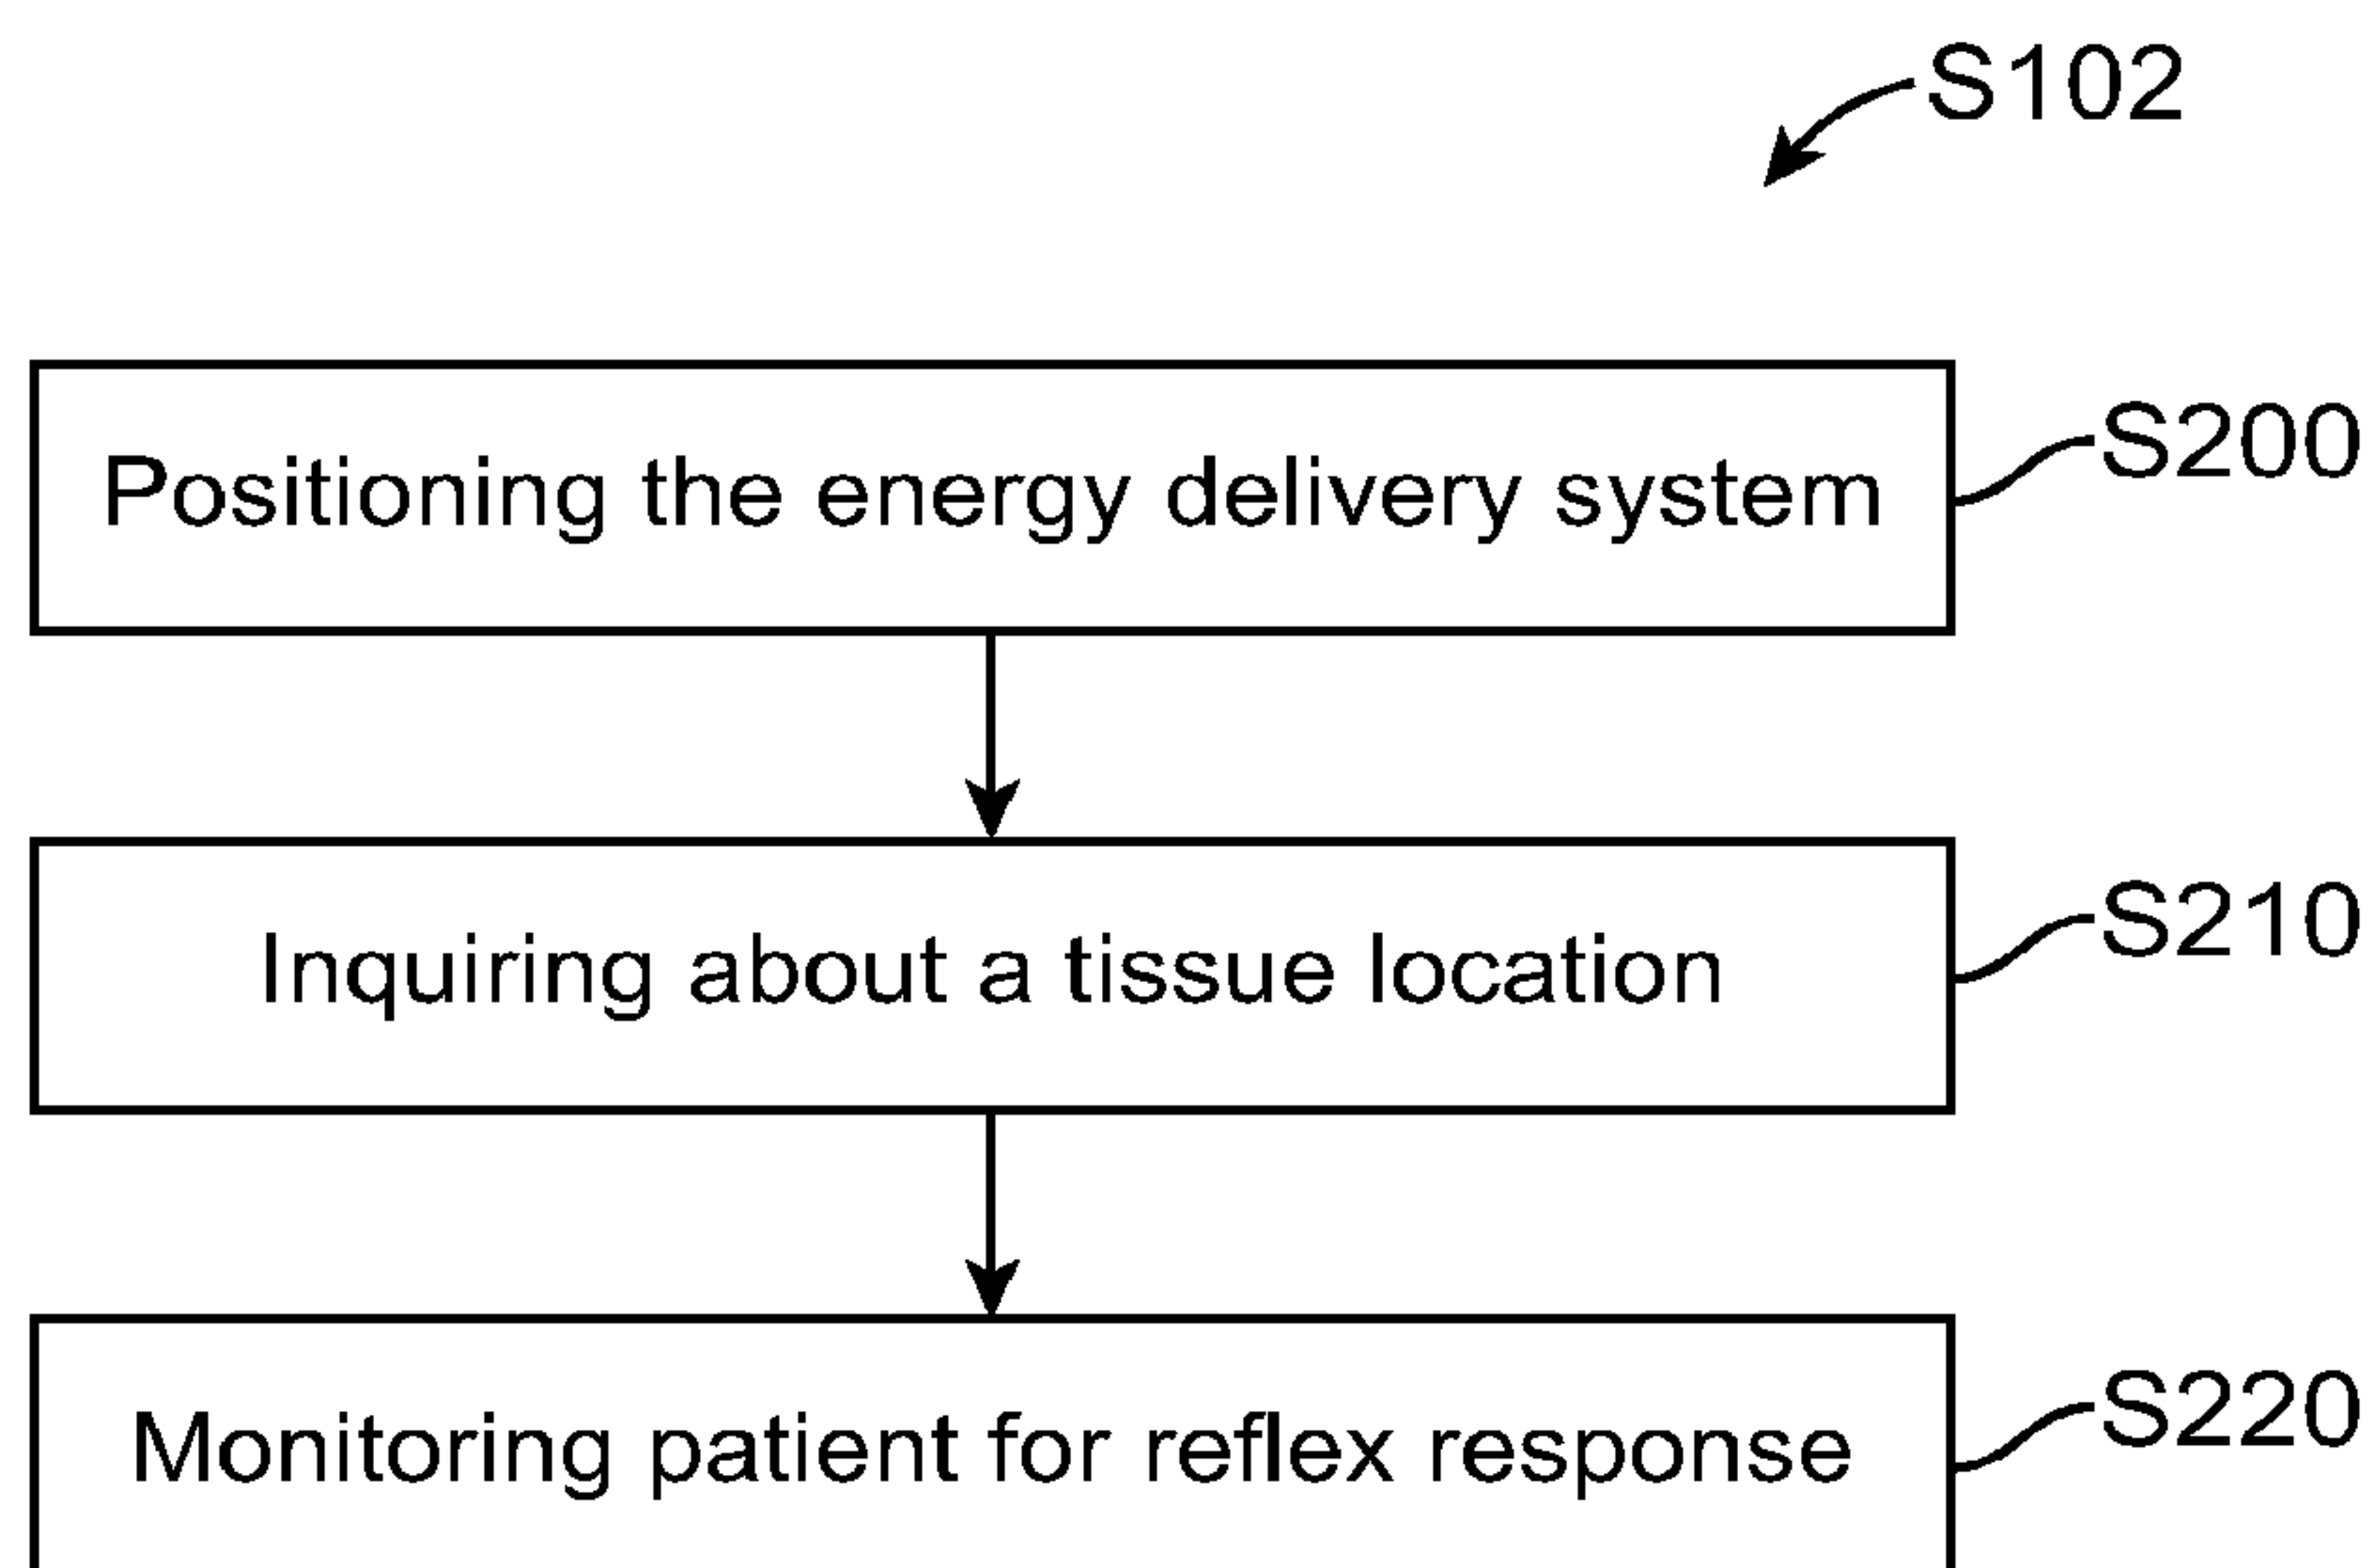 S102
Positioning the energy delivery system
S200
Inquiring about a tissue location
S210
Monitoring patient for reflex response
S220